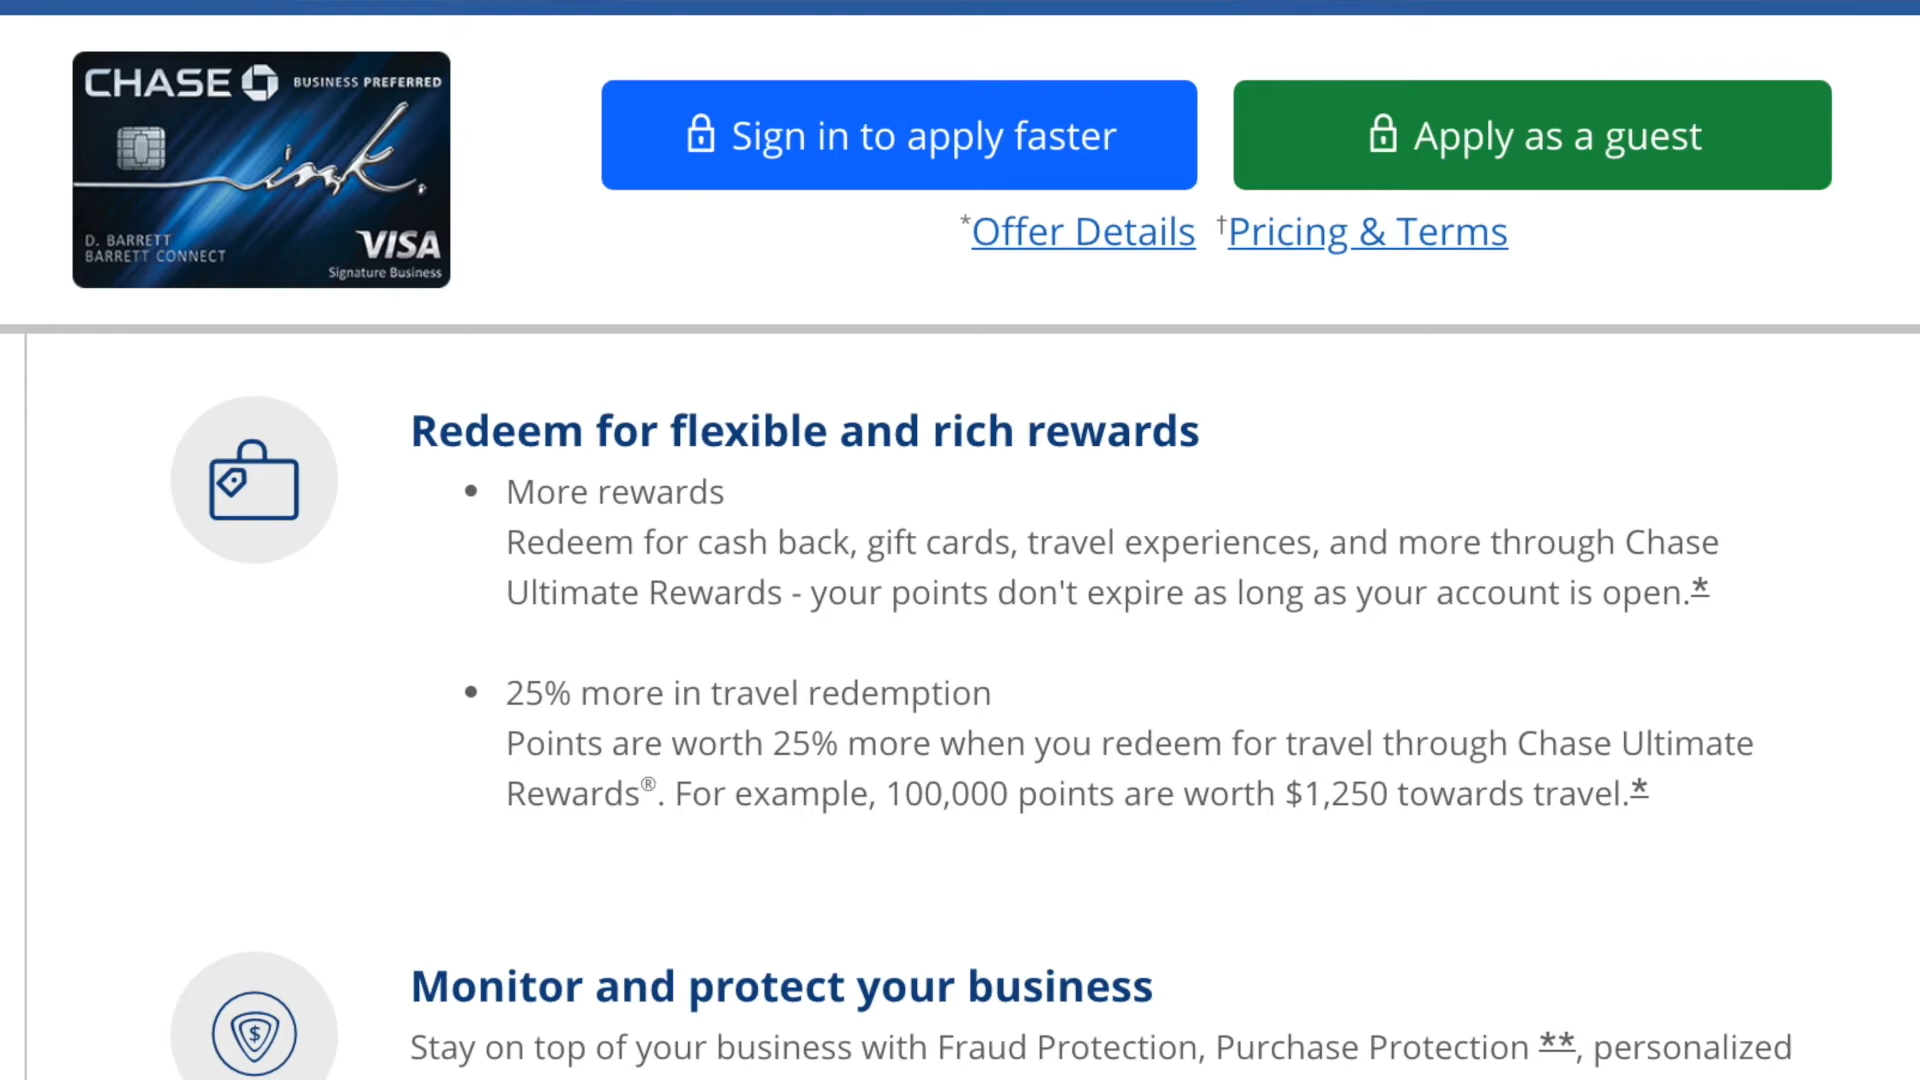 CHASE BUSINESS PREFERRED
ink.
D. BARRETT
BARRETT CONNECT
VISA
Signature Business
Sign in to apply faster
Apply as a guest
*Offer Details †Pricing & Terms
Redeem for flexible and rich rewards
• More rewards
Redeem for cash back, gift cards, travel experiences, and more through Chase
Ultimate Rewards - your points don't expire as long as your account is open.*
• 25% more in travel redemption
Points are worth 25% more when you redeem for travel through Chase Ultimate
Rewards®. For example, 100,000 points are worth $1,250 towards travel.*
$
Monitor and protect your business
Stay on top of your business with Fraud Protection, Purchase Protection **, personalized